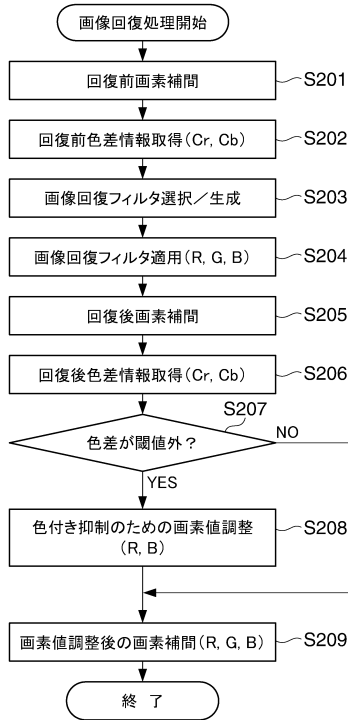 画像回復処理開始
回復前画素補間
S201
回復前色差情報取得(Cr, Cb)
S202
画像回復フィルタ選択／生成
S203
画像回復フィルタ適用(R, G, B)
S204
回復後画素補間
S205
回復後色差情報取得(Cr, Cb)
S206
S207
色差が閾値外？
NO
YES
色付き抑制のための画素値調整
(R, B)
S208
画素値調整後の画素補間(R, G, B)
S209
終 了